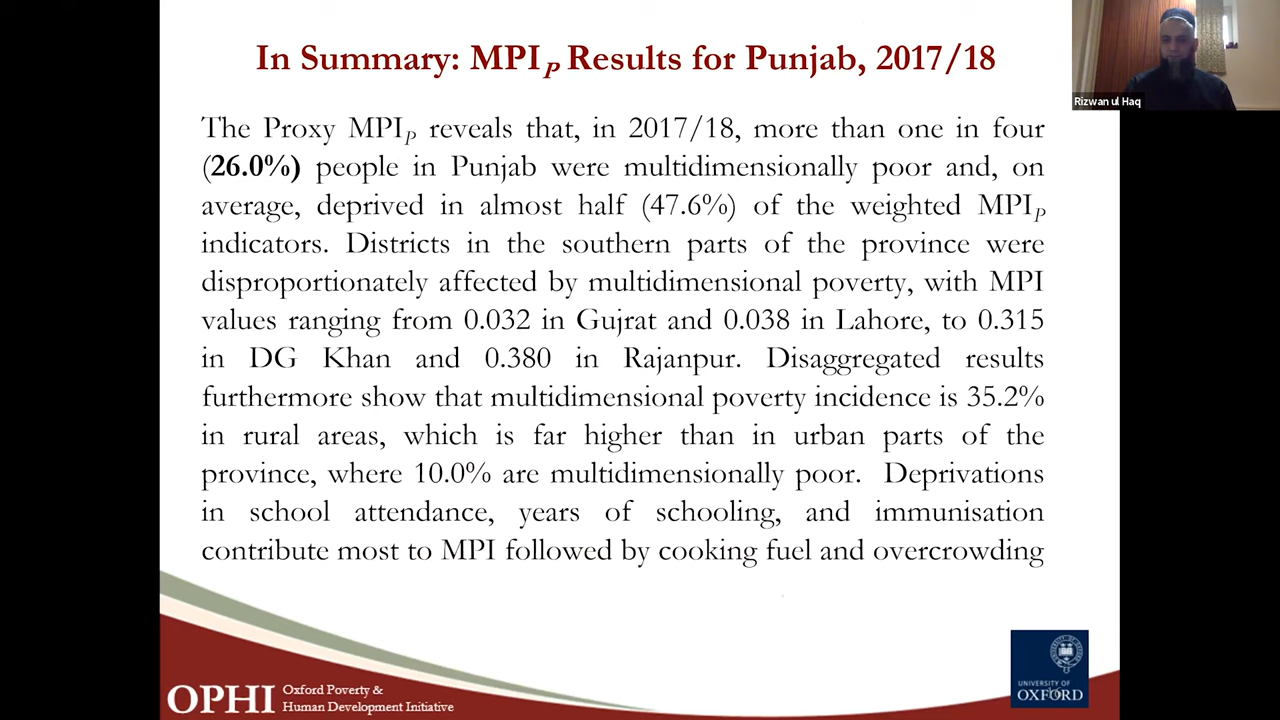 In Summary: MPI P Results for Punjab, 2017/18
Rizwan ul Haq
The Proxy MPIP reveals that, in 2017/18, more than one in four
(26.0%) people in Punjab were multidimensionally poor and, on
average, deprived in almost half (47.6%) of the weighted MPIP
indicators. Districts in the southern parts of the province were
disproportionately affected by multidimensional poverty, with MPI
values ranging from 0.032 in Gujrat and 0.038 in Lahore, to 0.315
in DG Khan and 0.380 in Rajanpur. Disaggregated results
furthermore show that multidimensional poverty incidence is 35.2%
in rural areas, which is far higher than in urban parts of the
province, where 10.0% are multidimensionally poor. Deprivations
in school attendance, years of schooling, and immunisation
contribute most to MPI followed by cooking fuel and overcrowding
OPHI
Oxford Poverty &
Human Development Initiative
UNIVERSITY OF
OXFORD